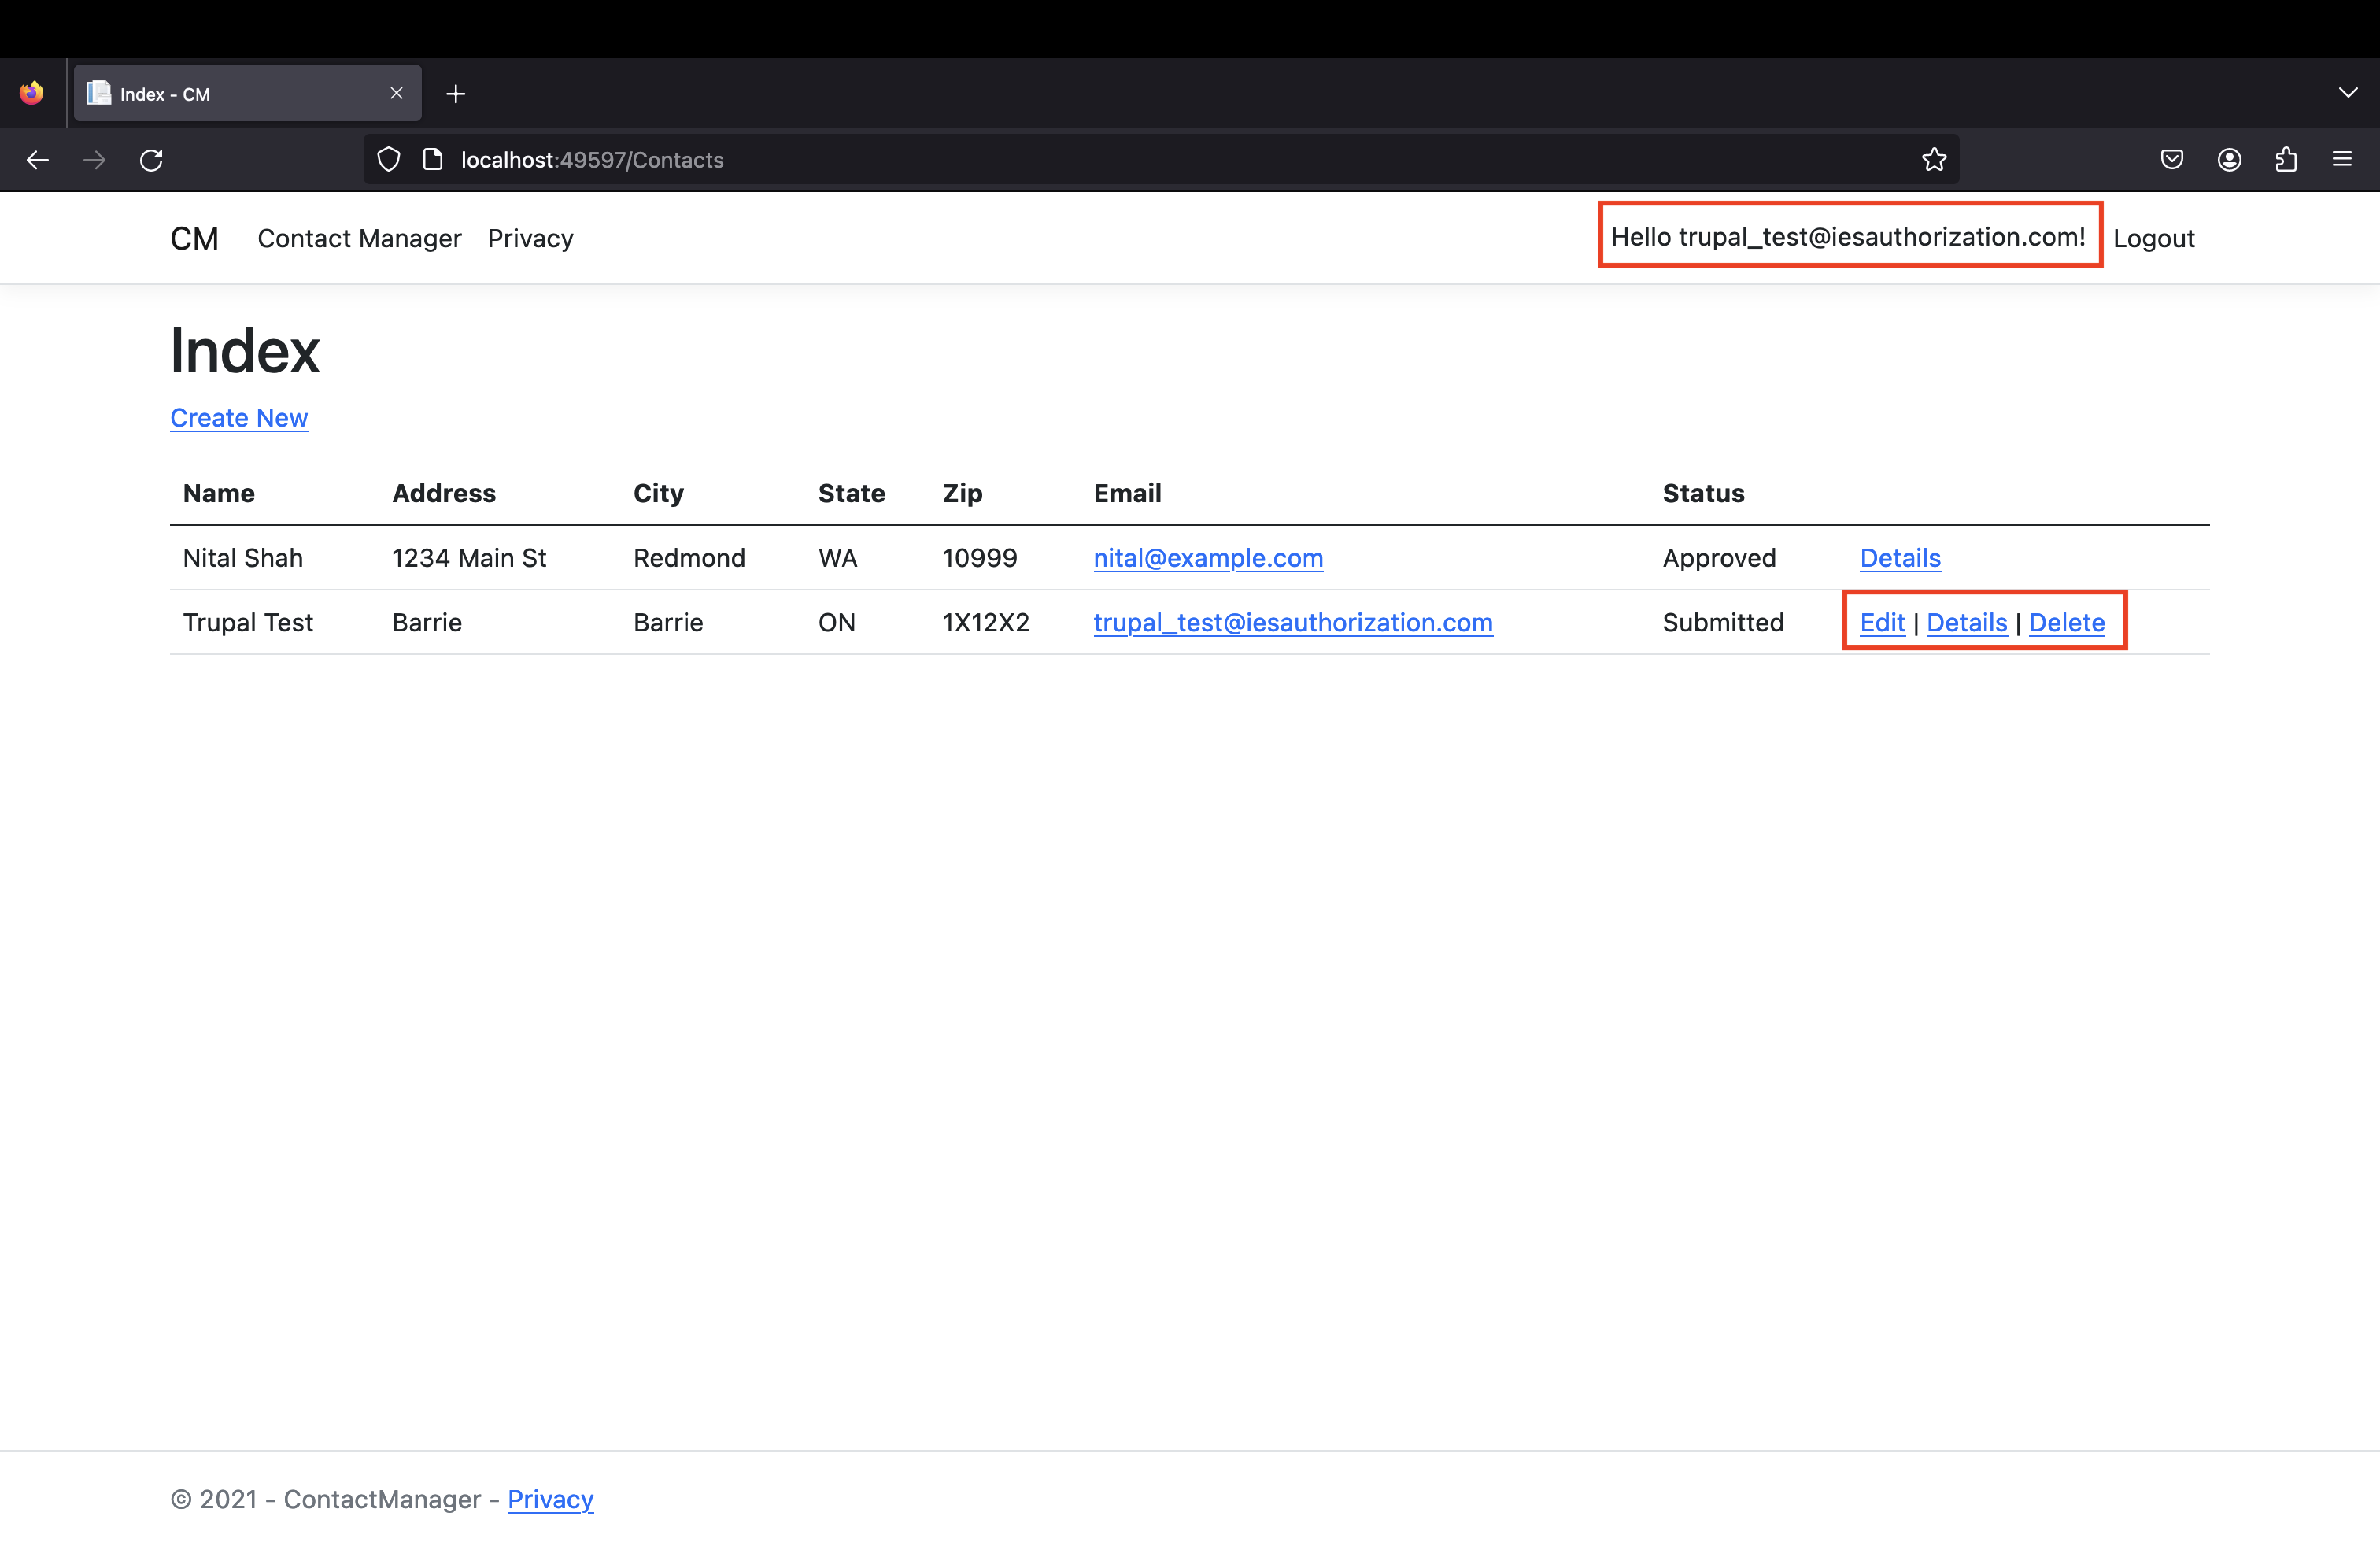 Index - CM
localhost:49597/Contacts
CM Contact Manager Privacy Hello trupal_test@iesauthorization.com! Logout
Index
Create New
Name Address City State Zip Email Status
Nital Shah 1234 Main St Redmond WA 10999 nital@example.com Approved Details
Trupal Test Barrie Barrie ON 1X12X2 trupal_test@iesauthorization.com Submitted Edit | Details | Delete
© 2021 - ContactManager - Privacy